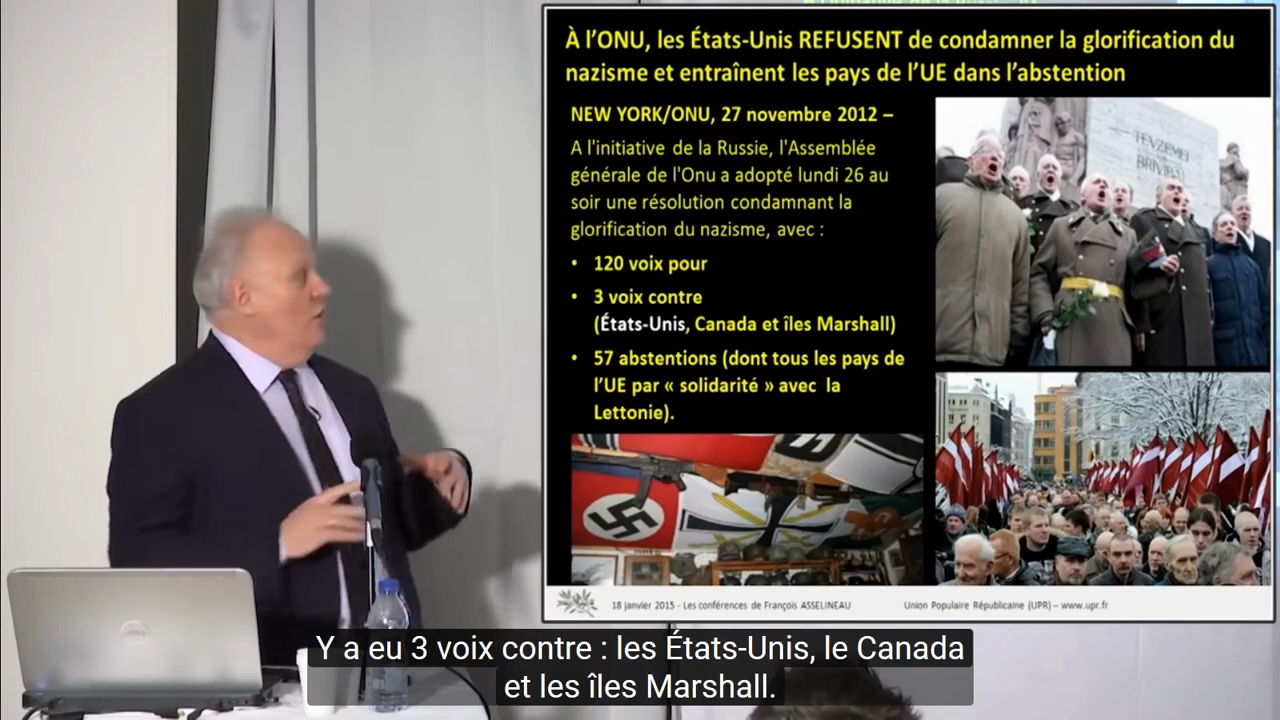 À l'ONU, les États-Unis REFUSENT de condamner la glorification du
nazisme et entraînent les pays de l'UE dans l'abstention
NEW YORK/ONU, 27 novembre 2012 –
A l'initiative de la Russie, l'Assemblée
générale de l'Onu a adopté lundi 26 au
soir une résolution condamnant la
glorification du nazisme, avec :
• 120 voix pour
• 3 voix contre
(États-Unis, Canada et îles Marshall)
• 57 abstentions (dont tous les pays de
l'UE par « solidarité » avec la
Lettonie).
TĒVZEMEI
BRĪVĪBAI
18 janvier 2015 - Les conférences de François ASSELINEAU
Union Populaire Républicaine (UPR) – www.upr.fr
DELL
Y a eu 3 voix contre : les États-Unis, le Canada
et les îles Marshall.